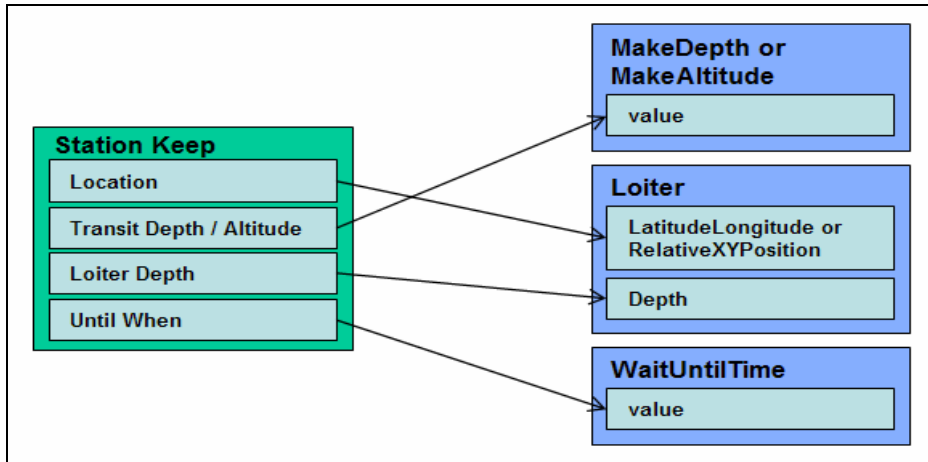 Station Keep
Location
Transit Depth / Altitude
Loiter Depth
Until When
MakeDepth or
MakeAltitude
value
Loiter
LatitudeLongitude or
RelativeXYPosition
Depth
WaitUntilTime
value